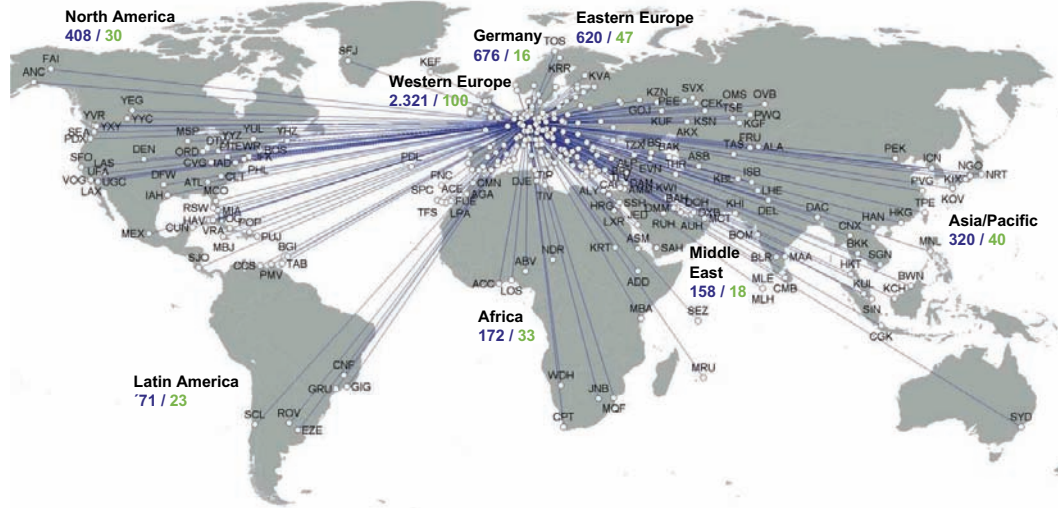 North America
408 / 30
Eastern Europe
620 / 47
Germany
676 / 16
Western Europe
2.321 / 100
Asia/Pacific
320 / 40
Middle
East
158 / 18
Africa
172 / 33
Latin America
´71 / 23
TOS
SFJ
KEF
KRR
KVA
FAI
ANC
KZN
SVX
OMS
OVB
PEE
CEK
TSE
PWQ
GOJ
KUF
KSN
KGF
YEG
YYC
YVR
YXY
SEA
PDX
MSP
YYZ
YUL
YHZ
ORD
EWR
BOS
JFK
PHL
CVG
IAD
DEN
SFO
LAS
VOG
UGC
LAX
DFW
ATL
CLT
IAH
MCO
RSW
MIA
HAV
CUN
VRA
POP
PUJ
MEX
MBJ
BGI
SJO
CCS
TAB
PMV
PDL
FNC
SPC
ACE
CMN
AGA
FUE
TFS
LPA
DJE
TIP
TIV
AKX
FRU
TAS
ALA
TZX
BAK
ASB
EVN
THR
KBL
ISB
LHE
PEK
ICN
NGO
NRT
PVG
KIX
KOV
TPE
ALY
HRG
SSH
KWI
LXR
JED
DMM
DOH
RUH
AUH
DXB
MCT
KHI
DEL
DAC
HAN
HKG
CNX
MNL
BOM
BKK
SGN
BLR
MAA
HKT
BWN
MLE
CMB
KUL
KCH
MLH
SIN
CGK
NDR
KRT
ASM
SAH
ABV
ADD
ACC
LOS
MBA
SEZ
MRU
WDH
JNB
MQF
CPT
CNF
GRU
GIG
SCL
ROV
EZE
SYD